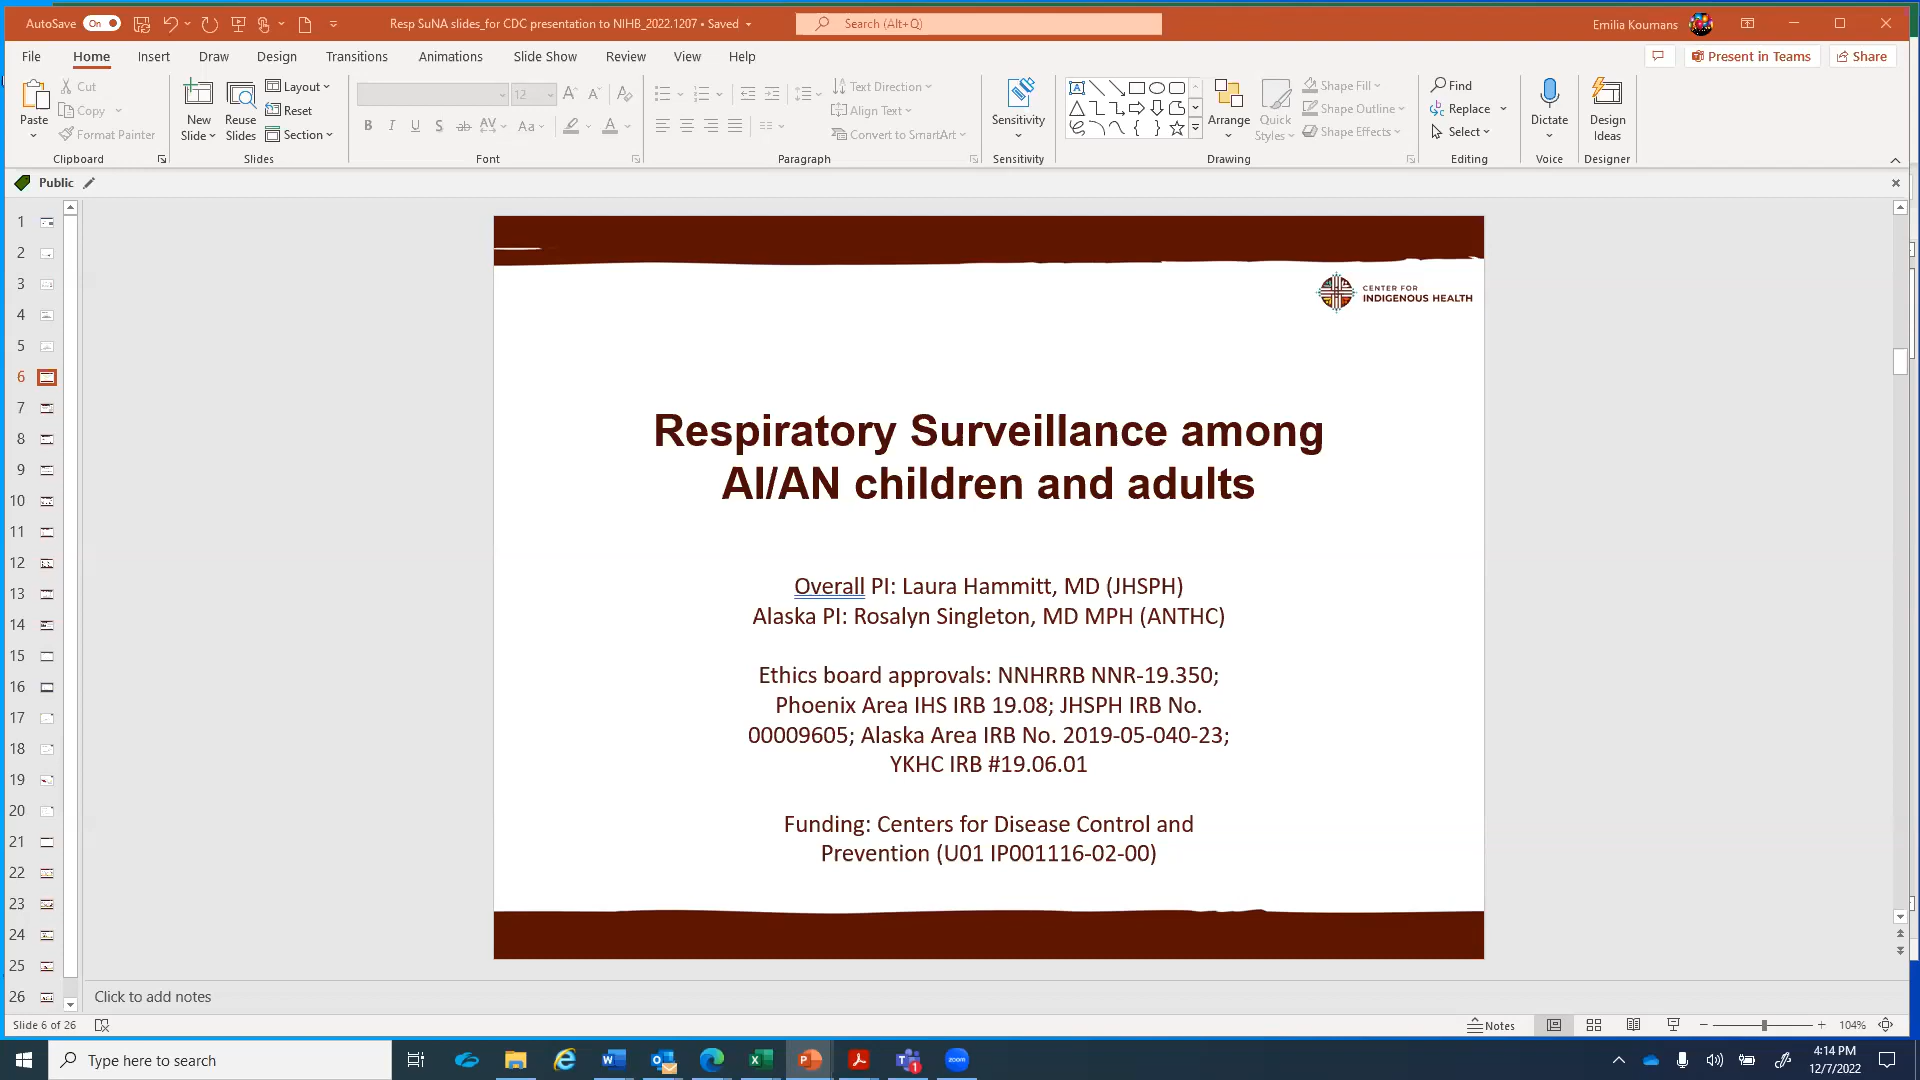 AutoSave On Resp SuNA slides_for CDC presentation to NIHB_2022.1207 • Saved Search (Alt+Q) Emilia Koumans
File Home Insert Draw Design Transitions Animations Slide Show Review View Help Present in Teams Share
Paste
Cut
Copy
Format Painter
Clipboard
New
Slide
Reuse
Slides
Layout
Reset
Section
Slides
12
Aa
Font
Text Direction
Align Text
Convert to SmartArt
Paragraph
Sensitivity
Sensitivity
Arrange
Quick
Styles
Shape Fill
Shape Outline
Shape Effects
Drawing
Find
Replace
Select
Editing
Dictate
Voice
Design
Ideas
Designer
Public
1
2
3
4
5
6
7
8
9
10
11
12
13
14
15
16
17
18
19
20
21
22
23
24
25
26
CENTER FOR
INDIGENOUS HEALTH
Respiratory Surveillance among
AI/AN children and adults
Overall PI: Laura Hammitt, MD (JHSPH)
Alaska PI: Rosalyn Singleton, MD MPH (ANTHC)
Ethics board approvals: NNHRRB NNR-19.350;
Phoenix Area IHS IRB 19.08; JHSPH IRB No.
00009605; Alaska Area IRB No. 2019-05-040-23;
YKHC IRB #19.06.01
Funding: Centers for Disease Control and
Prevention (U01 IP001116-02-00)
Click to add notes
Slide 6 of 26 Notes 104%
Type here to search
zoom
4:14 PM
12/7/2022